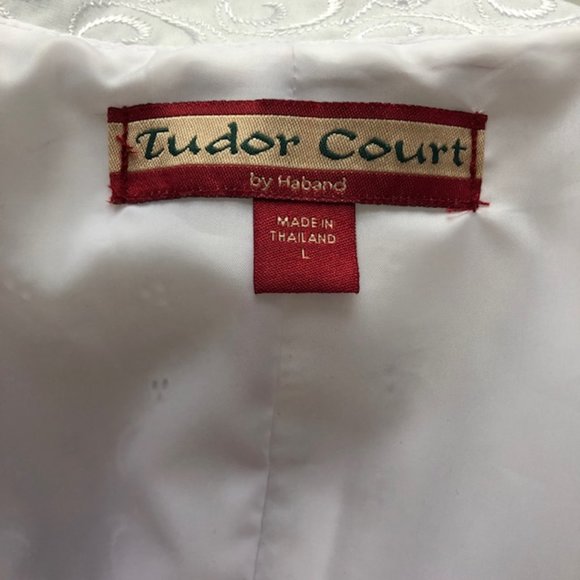 Tudor Court
by Haband
MADE IN
THAILAND
L